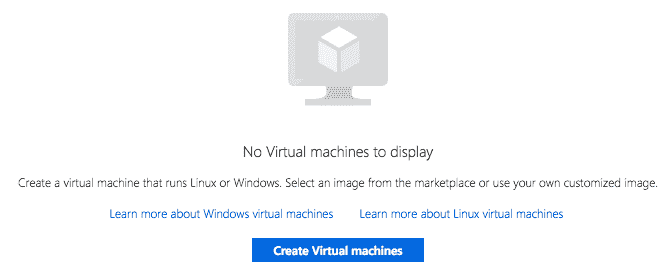 No Virtual machines to display
Create a virtual machine that runs Linux or Windows. Select an image from the marketplace or use your own customized image.
Learn more about Windows virtual machines Learn more about Linux virtual machines
Create Virtual machines